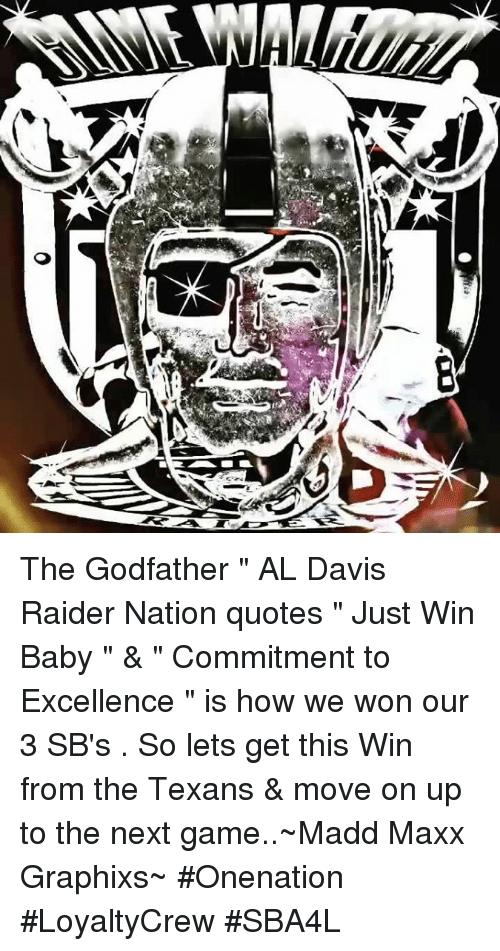 CLIVE WALFORD
8
RAIDERS
The Godfather " AL Davis
Raider Nation quotes " Just Win
Baby " & " Commitment to
Excellence " is how we won our
3 SB's . So lets get this Win
from the Texans & move on up
to the next game..~Madd Maxx
Graphixs~ #Onenation
#LoyaltyCrew #SBA4L